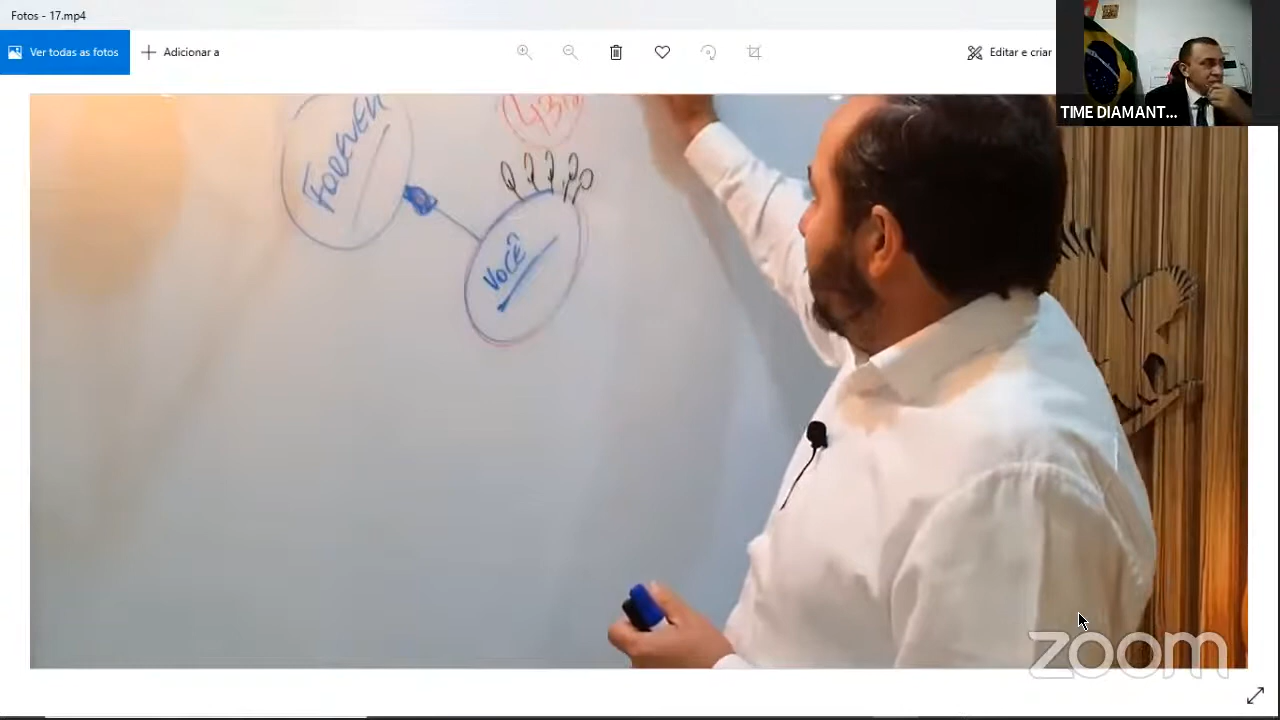 Fotos - 17.mp4
Ver todas as fotos
Adicionar a
Editar e criar
TIME DIAMANT...
FOREVER
VOCÊ
zoom